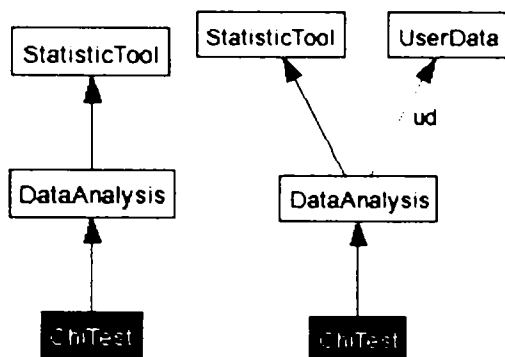 StatisticTool
DataAnalysis
ChiTest
StatisticTool
UserData
ud
DataAnalysis
ChiTest